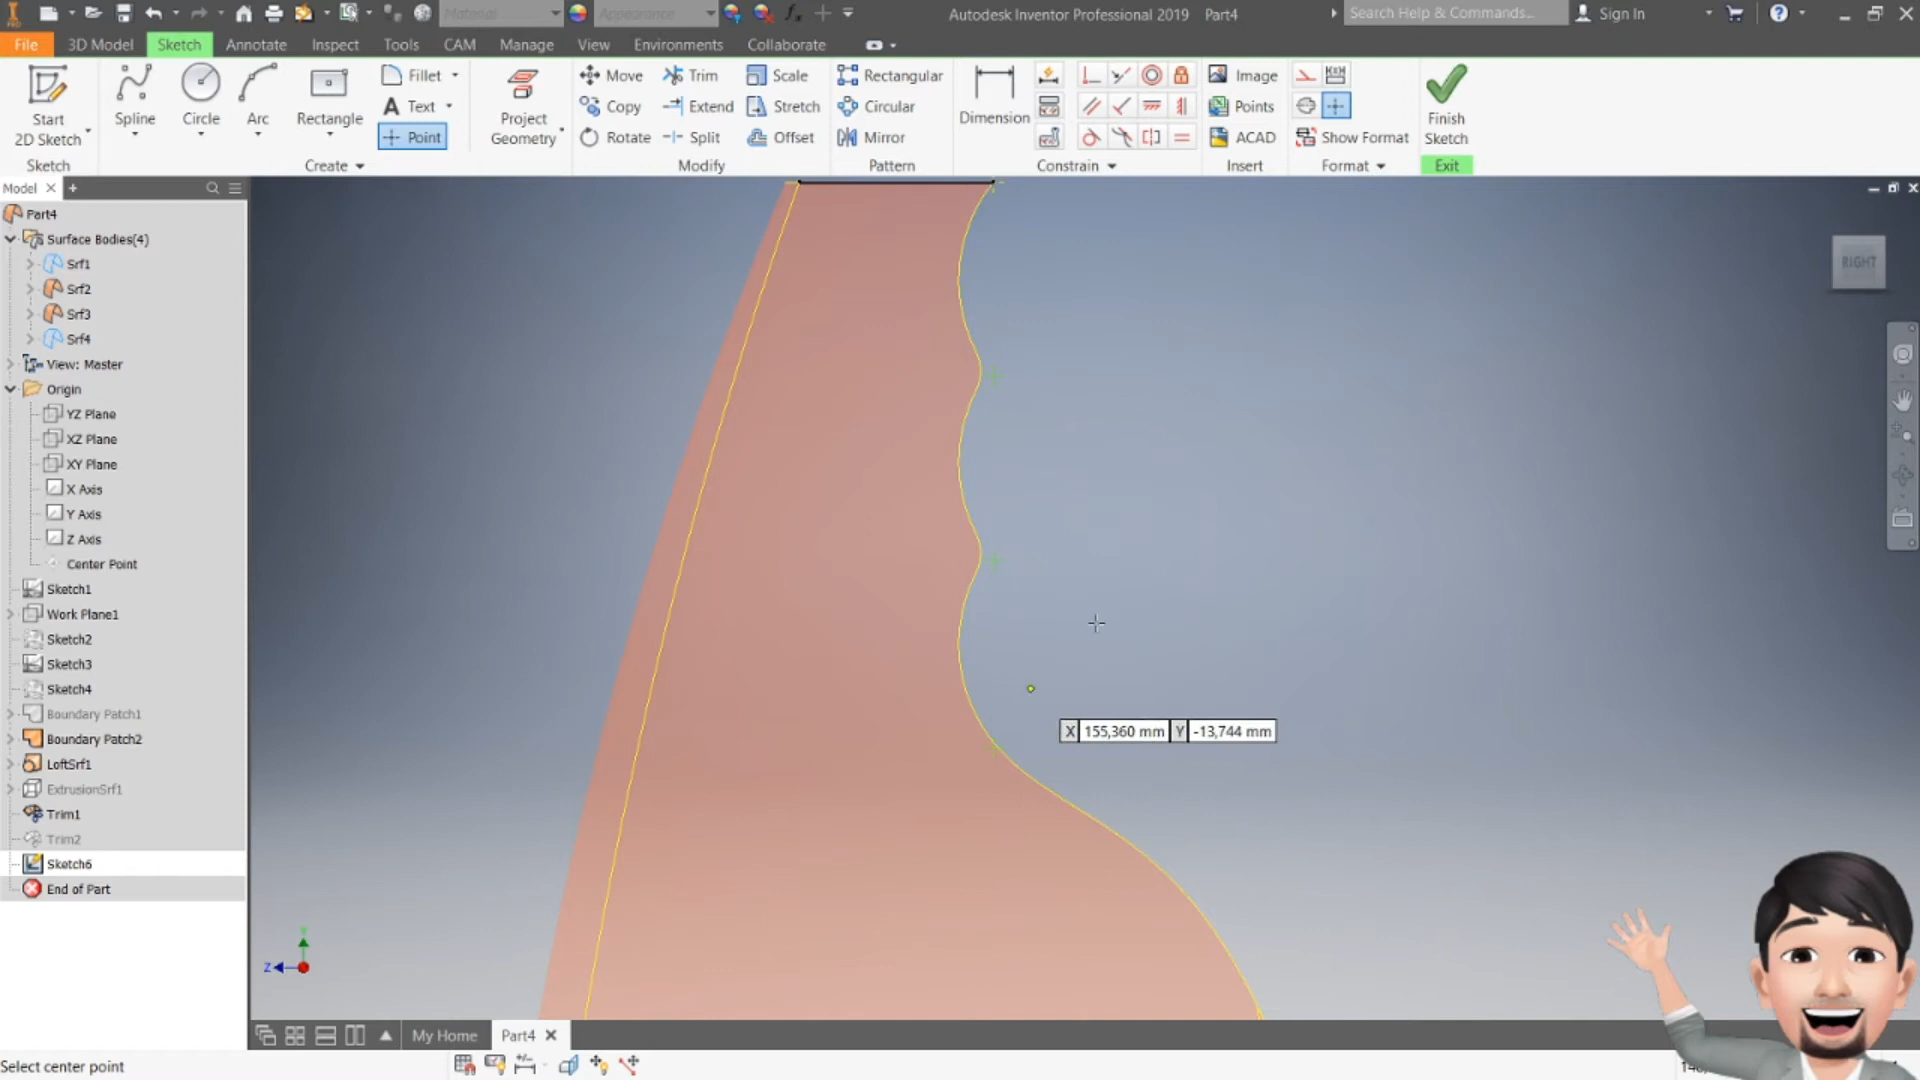 Material
Appearance
Autodesk Inventor Professional 2019 Part4
Search Help & Commands...
Sign In
File
3D Model
Sketch
Annotate
Inspect
Tools
CAM
Manage
View
Environments
Collaborate
Start
2D Sketch
Sketch
Spline
Circle
Arc
Rectangle
Fillet
Text
Point
Create
Project
Geometry
Move
Copy
Rotate
Trim
Extend
Split
Scale
Stretch
Offset
Modify
Rectangular
Circular
Mirror
Pattern
Dimension
Constrain
Image
Points
ACAD
Insert
Show Format
Format
Finish
Sketch
Exit
Model
Part4
Surface Bodies(4)
Srf1
Srf2
Srf3
Srf4
View: Master
Origin
YZ Plane
XZ Plane
XY Plane
X Axis
Y Axis
Z Axis
Center Point
Sketch1
Work Plane1
Sketch2
Sketch3
Sketch4
Boundary Patch1
Boundary Patch2
LoftSrf1
ExtrusionSrf1
Trim1
Trim2
Sketch6
End of Part
RIGHT
X 155,360 mm Y -13,744 mm
Z
My Home
Part4
Select center point